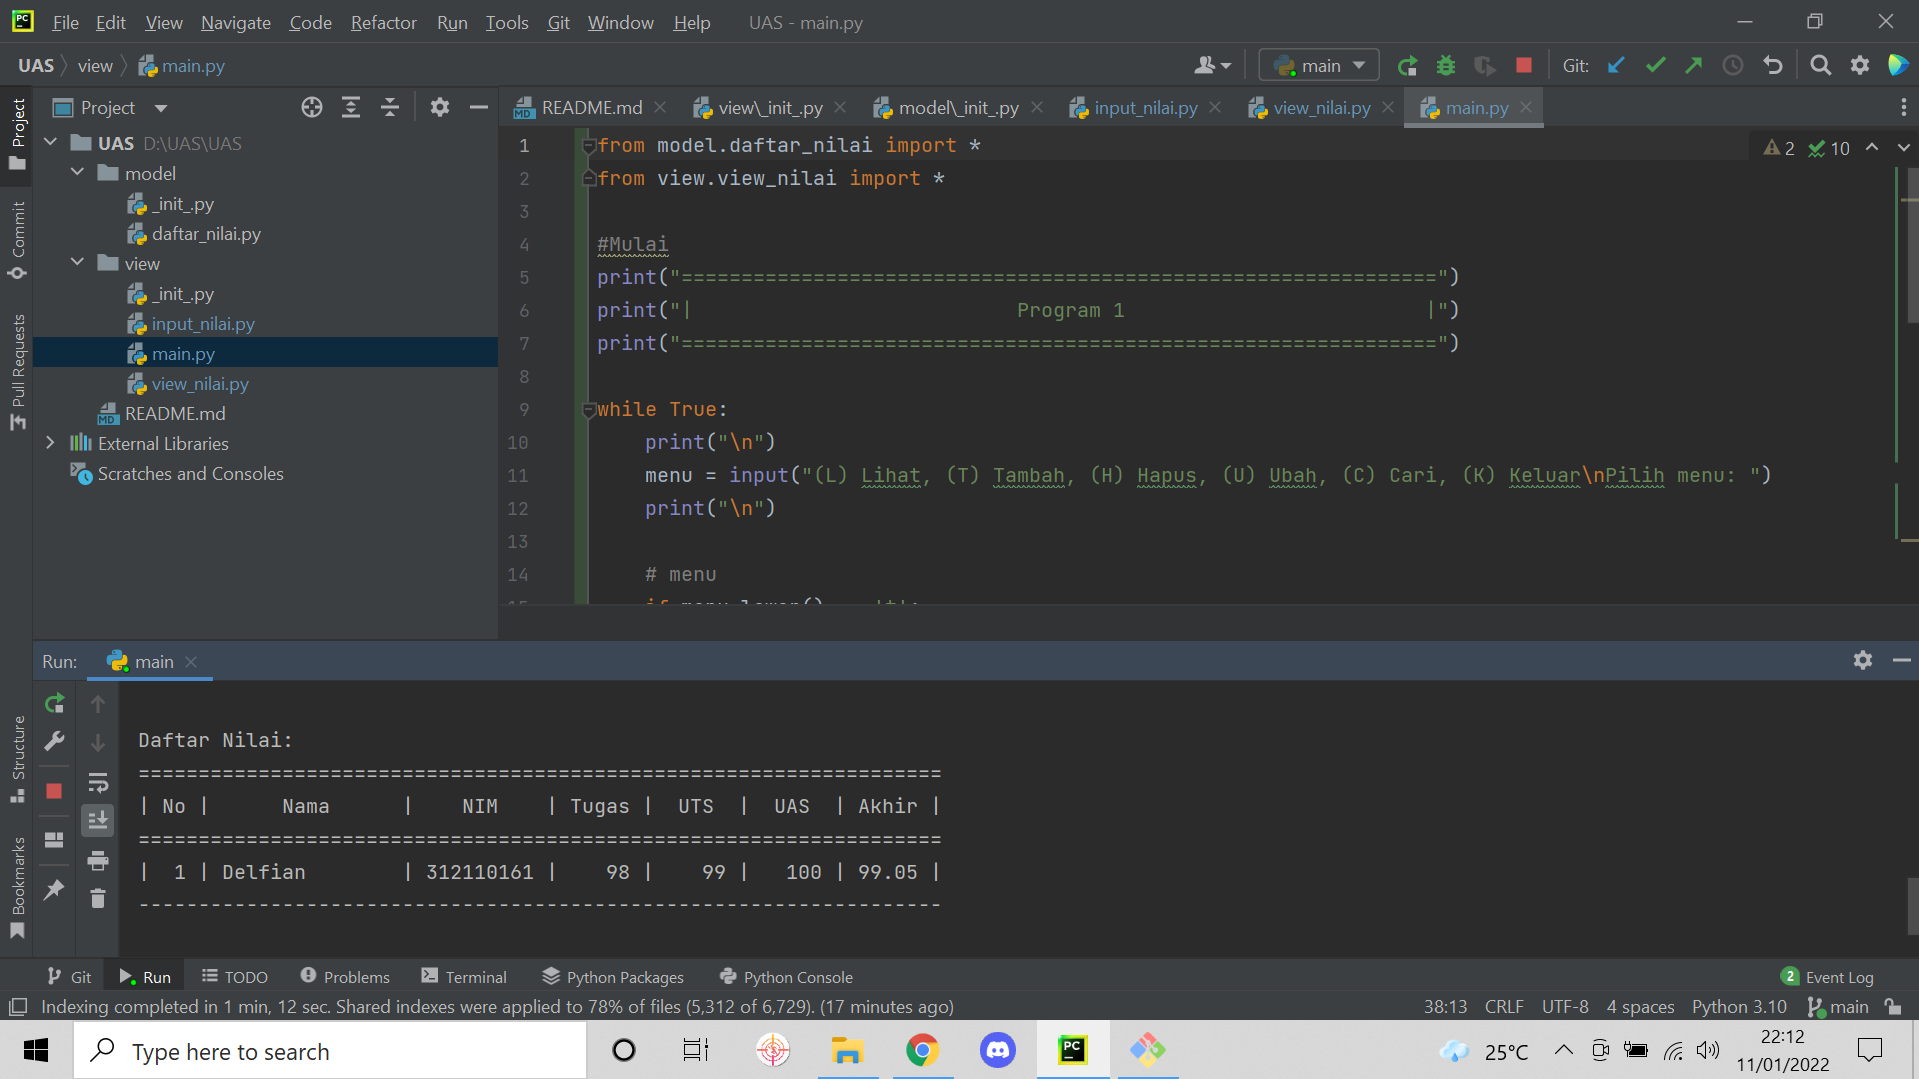 File Edit View Navigate Code Refactor Run Tools Git Window Help UAS - main.py
UAS view main.py main Git:
Project README.md view\_init_.py model\_init_.py input_nilai.py view_nilai.py main.py
Project
Commit
Pull Requests
Structure
Bookmarks
UAS D:\UAS\UAS
model
_init_.py
daftar_nilai.py
view
_init_.py
input_nilai.py
main.py
view_nilai.py
README.md
External Libraries
Scratches and Consoles
2 10
1 from model.daftar_nilai import *
2 from view.view_nilai import *
3
4 #Mulai
5 print("===============================================================")
6 print("|                           Program 1                         |")
7 print("===============================================================")
8
9 while True:
10 print("\n")
11 menu = input("(L) Lihat, (T) Tambah, (H) Hapus, (U) Ubah, (C) Cari, (K) Keluar\nPilih menu: ")
12 print("\n")
13
14 # menu
Run: main
Daftar Nilai:
===================================================================
| No |      Nama      |    NIM    | Tugas |  UTS  |  UAS  | Akhir |
===================================================================
|  1 | Delfian        | 312110161 |    98 |    99 |   100 | 99.05 |
-------------------------------------------------------------------
Git Run TODO Problems Terminal Python Packages Python Console 2 Event Log
Indexing completed in 1 min, 12 sec. Shared indexes were applied to 78% of files (5,312 of 6,729). (17 minutes ago) 38:13 CRLF UTF-8 4 spaces Python 3.10 main
Type here to search PC 25°C 22:12
11/01/2022